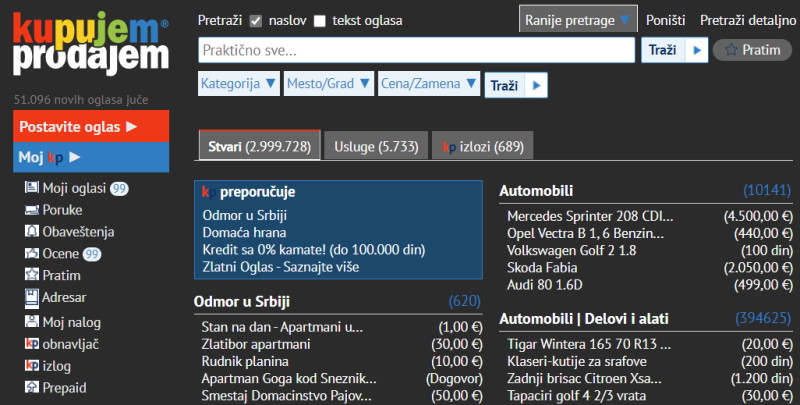 kupujem®
prodajem
Pretraži naslov tekst oglasa
Ranije pretrage ▼ Poništi Pretraži detaljno
Praktično sve...
Traži
Pratim
Kategorija ▼ Mesto/Grad ▼ Cena/Zamena ▼ Traži
51.096 novih oglasa juče
Postavite oglas
Moj kp
Moji oglasi 99
Poruke
Obaveštenja
Ocene 99
Pratim
Adresar
Moj nalog
kp obnavljač
kp izlog
Prepaid
Stvari (2.999.728)
Usluge (5.733)
kp izlozi (689)
kp preporučuje
Odmor u Srbiji
Domaća hrana
Kredit sa 0% kamate! (do 100.000 din)
Zlatni Oglas - Saznajte više
Odmor u Srbiji (620)
Stan na dan - Apartmani u... (1,00 €)
Zlatibor apartmani (30,00 €)
Rudnik planina (10,00 €)
Apartman Goga kod Sneznik... (Dogovor)
Smestaj Domacinstvo Pajov... (50,00 €)
Automobili (10141)
Mercedes Sprinter 208 CDI... (4.500,00 €)
Opel Vectra B 1, 6 Benzin... (440,00 €)
Volkswagen Golf 2 1.8 (100 din)
Skoda Fabia (2.050,00 €)
Audi 80 1.6D (499,00 €)
Automobili | Delovi i alati (394625)
Tigar Wintera 165 70 R13 ... (20,00 €)
Klaseri-kutije za srafove (200 din)
Zadnji brisac Citroen Xsa... (1.200 din)
Tapaciri golf 4 2/3 vrata (30,00 €)